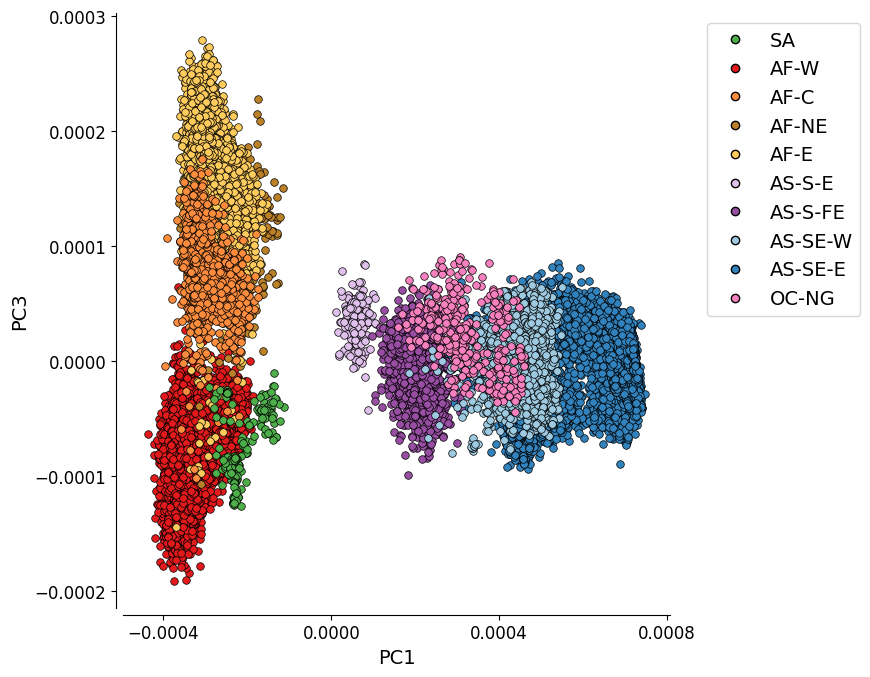 0.0003
0.0002
0.0001
0.0000
−0.0001
−0.0002
PC3
−0.0004
0.0000
0.0004
0.0008
PC1
SA
AF-W
AF-C
AF-NE
AF-E
AS-S-E
AS-S-FE
AS-SE-W
AS-SE-E
OC-NG